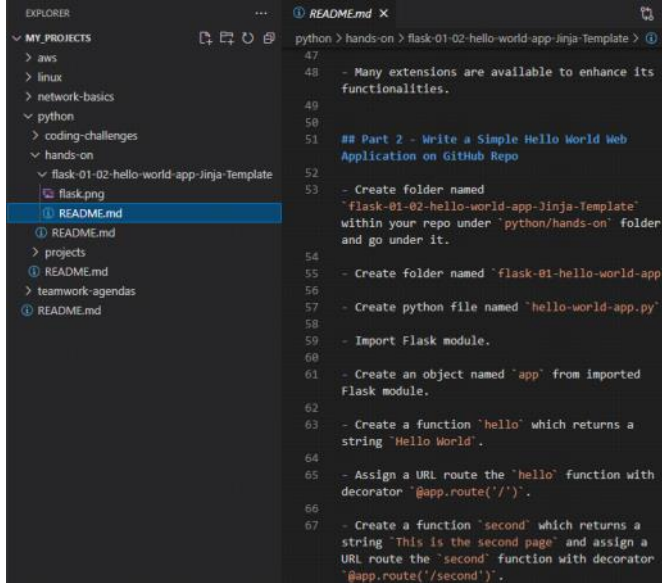 EXPLORER
MY_PROJECTS
aws
linux
network-basics
python
coding-challenges
hands-on
flask-01-02-hello-world-app-Jinja-Template
flask.png
README.md
README.md
projects
README.md
teamwork-agendas
README.md
README.md
python > hands-on > flask-01-02-hello-world-app-Jinja-Template >
47
48 - Many extensions are available to enhance its
functionalities.
49
50
51 ## Part 2 - Write a Simple Hello World Web
Application on GitHub Repo
52
53 - Create folder named
`flask-01-02-hello-world-app-Jinja-Template`
within your repo under `python/hands-on` folder
and go under it.
54
55 - Create folder named `flask-01-hello-world-app
56
57 - Create python file named `hello-world-app.py`
58
59 - Import Flask module.
60
61 - Create an object named `app` from imported
Flask module.
62
63 - Create a function `hello` which returns a
string `Hello World`.
64
65 - Assign a URL route the `hello` function with
decorator `@app.route('/')`.
66
67 - Create a function `second` which returns a
string `This is the second page` and assign a
URL route the `second` function with decorator
`@app.route('/second')`.